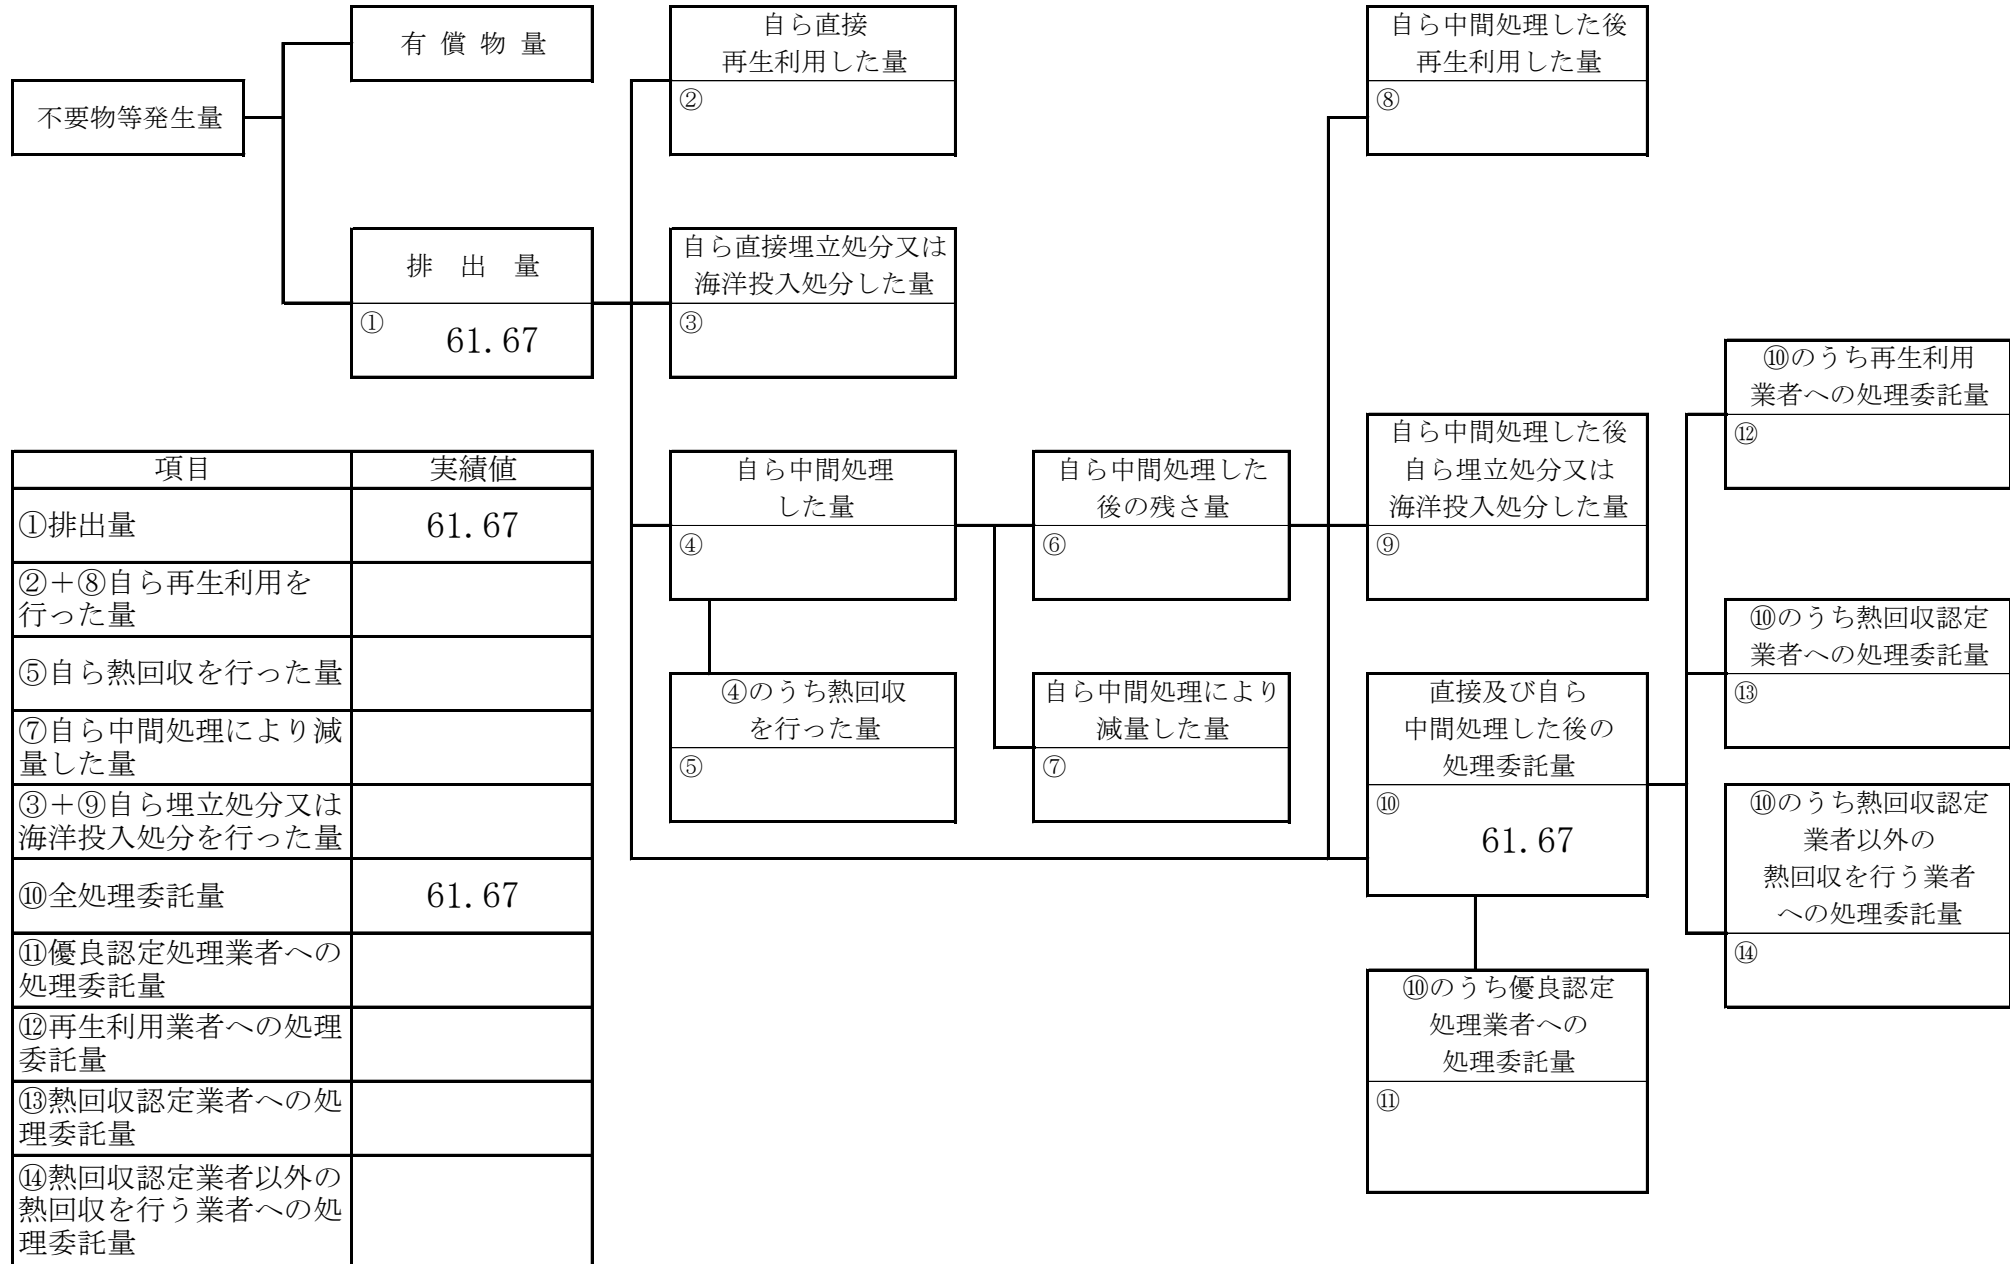 有 償 物 量
不要物等発生量
排 出 量
① 61.67
自ら直接
再生利用した量
②
自ら直接埋立処分又は
海洋投入処分した量
③
自ら中間処理
した量
④
④のうち熱回収
を行った量
⑤
自ら中間処理した
後の残さ量
⑥
自ら中間処理により
減量した量
⑦
自ら中間処理した後
再生利用した量
⑧
自ら中間処理した後
自ら埋立処分又は
海洋投入処分した量
⑨
直接及び自ら
中間処理した後の
処理委託量
⑩
61.67
⑩のうち優良認定
処理業者への
処理委託量
⑪
⑩のうち再生利用
業者への処理委託量
⑫
⑩のうち熱回収認定
業者への処理委託量
⑬
⑩のうち熱回収認定
業者以外の
熱回収を行う業者
への処理委託量
⑭
項目 実績値
①排出量 61.67
②＋⑧自ら再生利用を
行った量
⑤自ら熱回収を行った量
⑦自ら中間処理により減
量した量
③＋⑨自ら埋立処分又は
海洋投入処分を行った量
⑩全処理委託量 61.67
⑪優良認定処理業者への
処理委託量
⑫再生利用業者への処理
委託量
⑬熱回収認定業者への処
理委託量
⑭熱回収認定業者以外の
熱回収を行う業者への処
理委託量